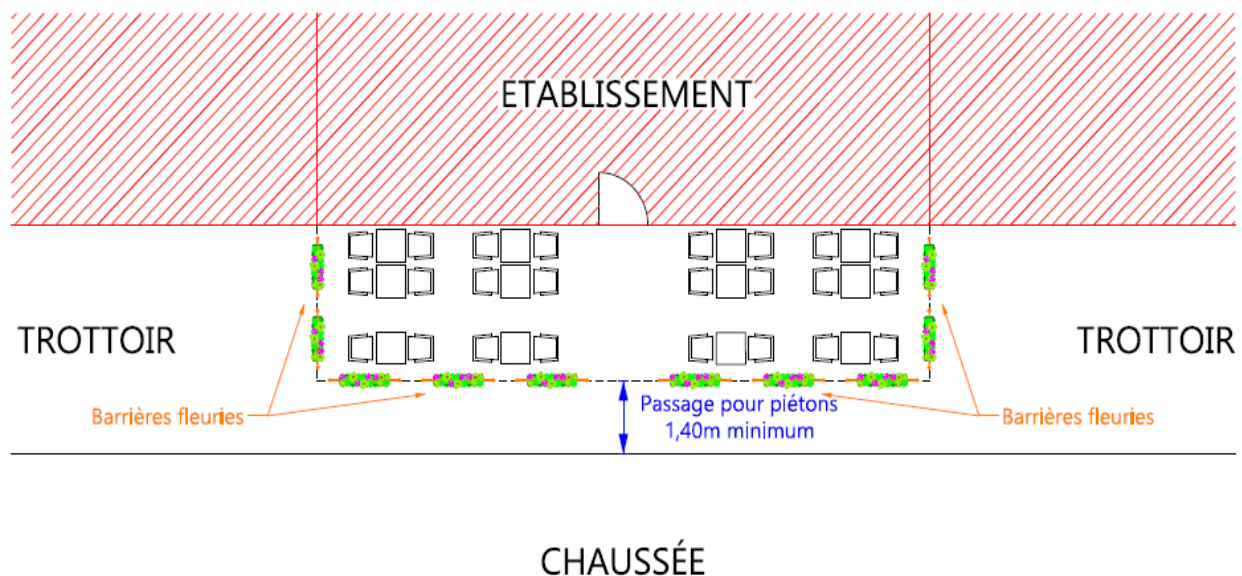 ETABLISSEMENT
TROTTOIR
TROTTOIR
Barrières fleuries
Passage pour piétons
1,40m minimum
Barrières fleuries
CHAUSSÉE